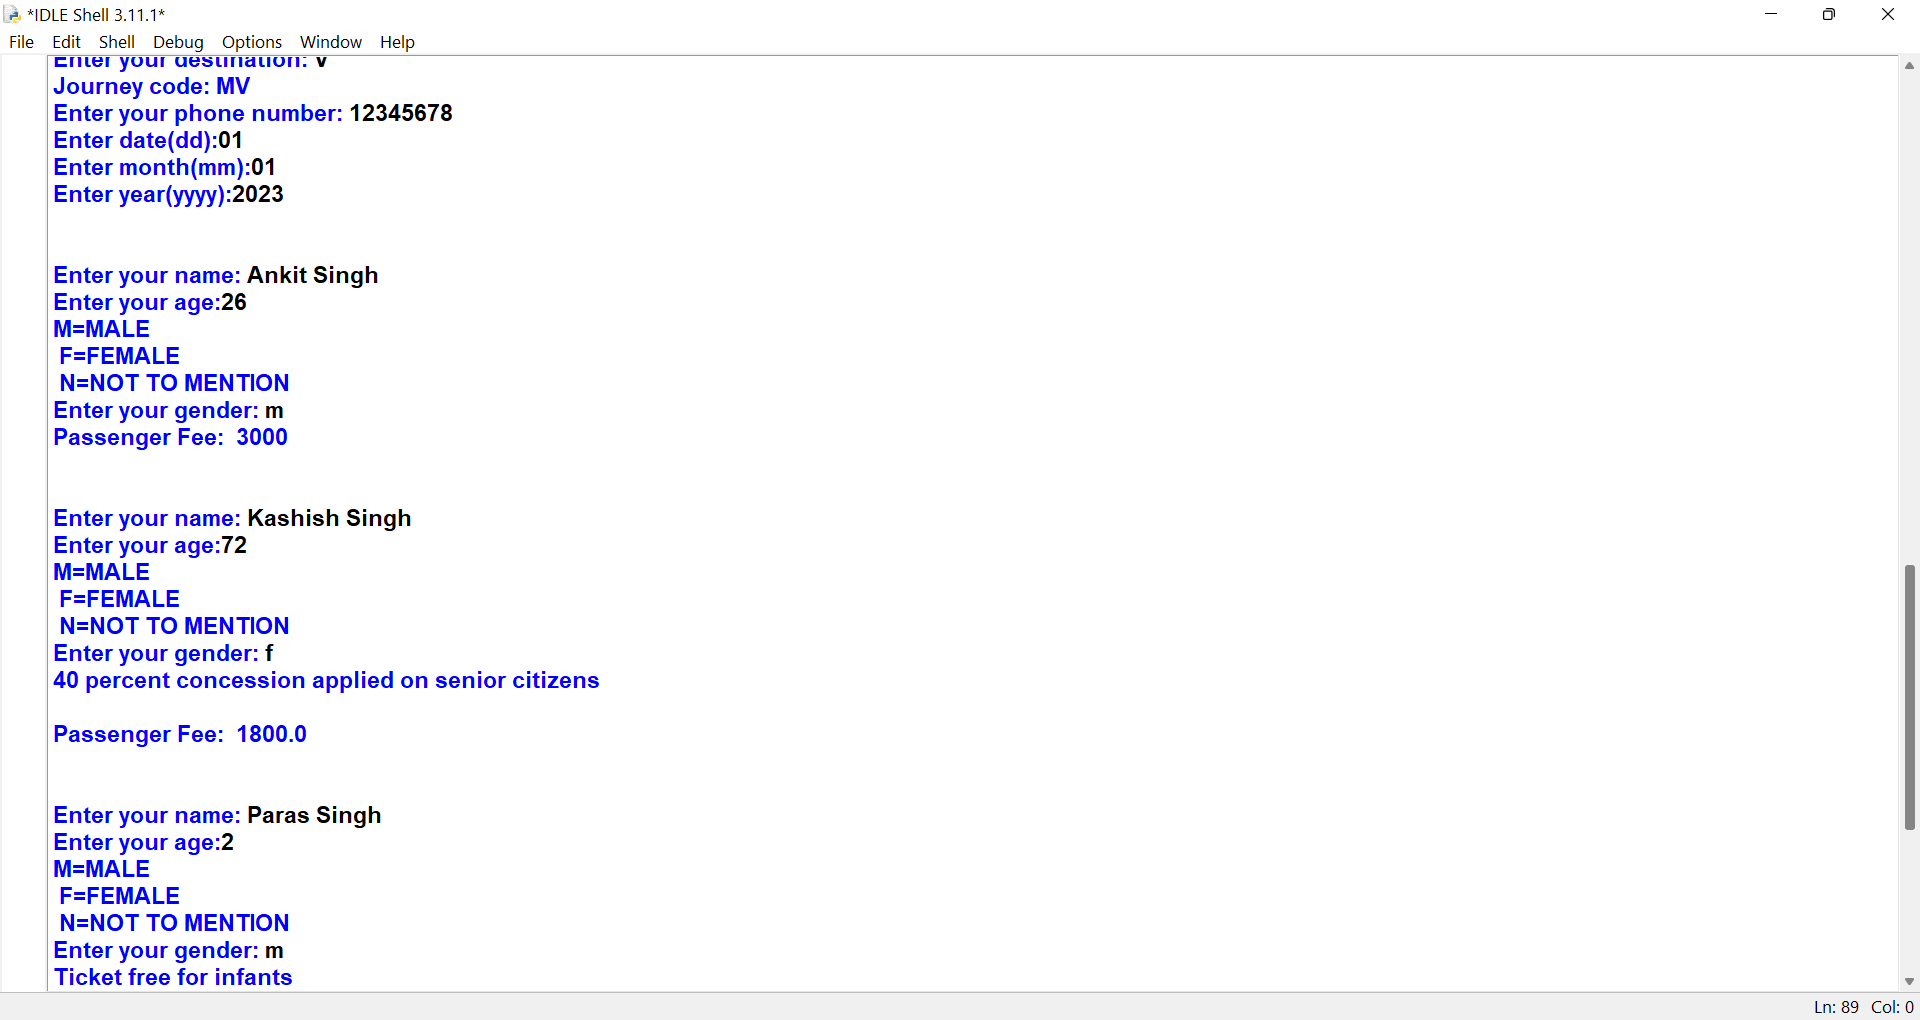 *IDLE Shell 3.11.1*
File Edit Shell Debug Options Window Help
Enter your destination: v
Journey code: MV
Enter your phone number: 12345678
Enter date(dd):01
Enter month(mm):01
Enter year(yyyy):2023
Enter your name: Ankit Singh
Enter your age:26
M=MALE
F=FEMALE
N=NOT TO MENTION
Enter your gender: m
Passenger Fee:  3000
Enter your name: Kashish Singh
Enter your age:72
M=MALE
F=FEMALE
N=NOT TO MENTION
Enter your gender: f
40 percent concession applied on senior citizens
Passenger Fee:  1800.0
Enter your name: Paras Singh
Enter your age:2
M=MALE
F=FEMALE
N=NOT TO MENTION
Enter your gender: m
Ticket free for infants
Ln: 89 Col: 0